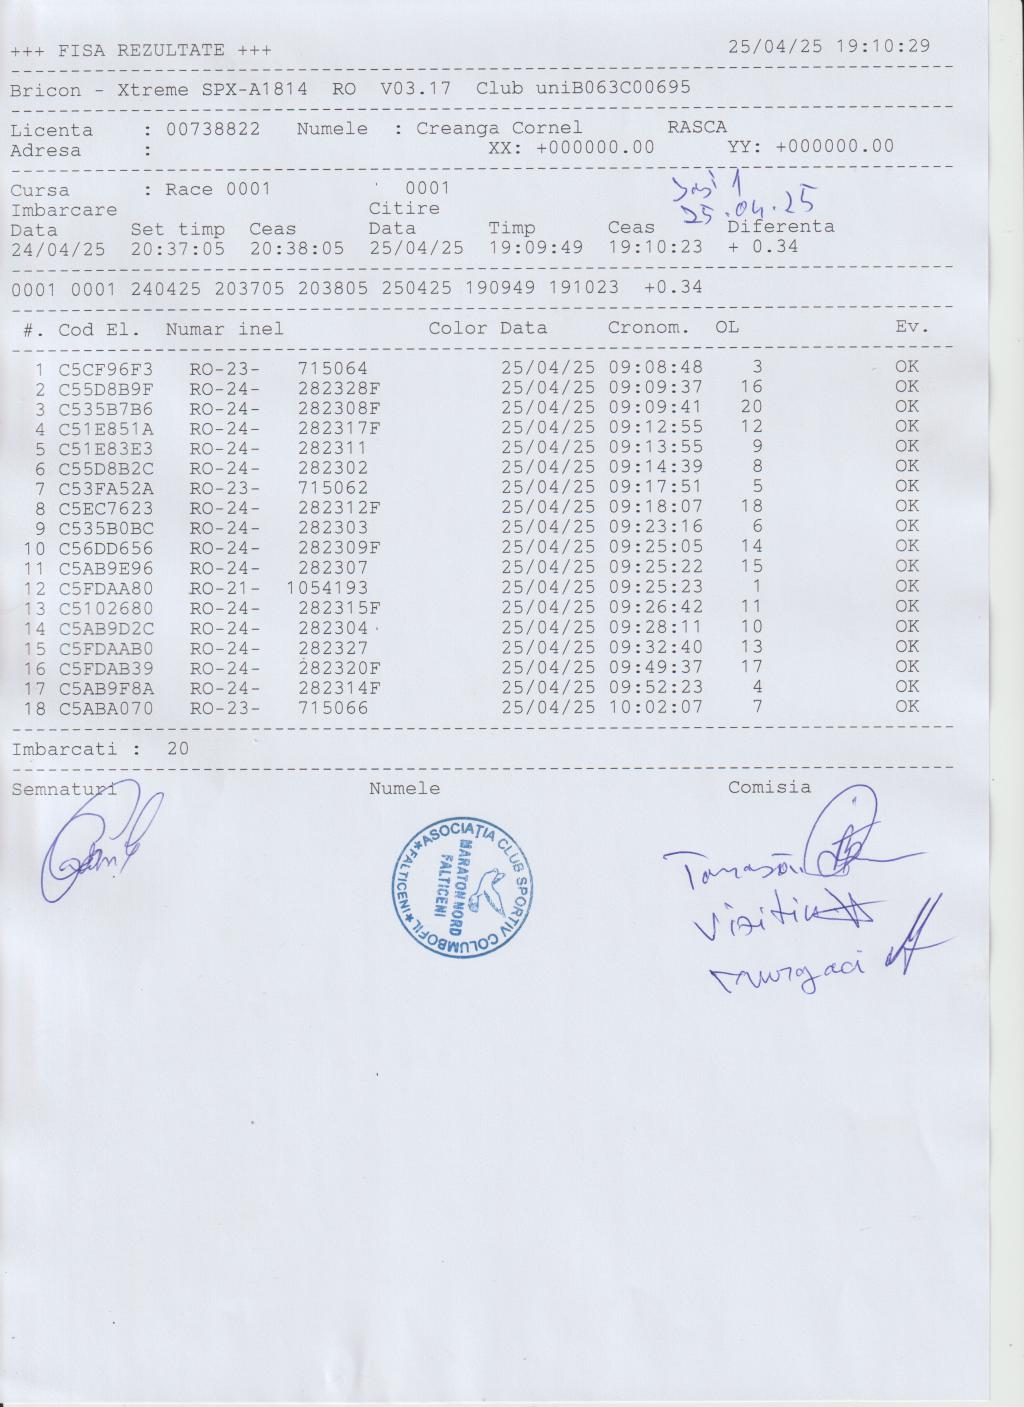 +++ FISA REZULTATE +++ 25/04/25 19:10:29
Bricon - Xtreme SPX-A1814 RO V03.17 Club uniB063C00695
Licenta : 00738822 Numele : Creanga Cornel RASCA
Adresa : XX: +000000.00 YY: +000000.00
Cursa : Race 0001 0001
Iasi 1
25.04.25
Imbarcare Citire
Data Set timp Ceas Data Timp Ceas Diferenta
24/04/25 20:37:05 20:38:05 25/04/25 19:09:49 19:10:23 + 0.34
0001 0001 240425 203705 203805 250425 190949 191023 +0.34
#. Cod El. Numar inel Color Data Cronom. OL Ev.
1 C5CF96F3 RO-23- 715064 25/04/25 09:08:48 3 OK
2 C55D8B9F RO-24- 282328F 25/04/25 09:09:37 16 OK
3 C535B7B6 RO-24- 282308F 25/04/25 09:09:41 20 OK
4 C51E851A RO-24- 282317F 25/04/25 09:12:55 12 OK
5 C51E83E3 RO-24- 282311 25/04/25 09:13:55 9 OK
6 C55D8B2C RO-24- 282302 25/04/25 09:14:39 8 OK
7 C53FA52A RO-23- 715062 25/04/25 09:17:51 5 OK
8 C5EC7623 RO-24- 282312F 25/04/25 09:18:07 18 OK
9 C535B0BC RO-24- 282303 25/04/25 09:23:16 6 OK
10 C56DD656 RO-24- 282309F 25/04/25 09:25:05 14 OK
11 C5AB9E96 RO-24- 282307 25/04/25 09:25:22 15 OK
12 C5FDAA80 RO-21- 1054193 25/04/25 09:25:23 1 OK
13 C5102680 RO-24- 282315F 25/04/25 09:26:42 11 OK
14 C5AB9D2C RO-24- 282304 25/04/25 09:28:11 10 OK
15 C5FDAAB0 RO-24- 282327 25/04/25 09:32:40 13 OK
16 C5FDAB39 RO-24- 282320F 25/04/25 09:49:37 17 OK
17 C5AB9F8A RO-24- 282314F 25/04/25 09:52:23 4 OK
18 C5ABA070 RO-23- 715066 25/04/25 10:02:07 7 OK
Imbarcati : 20
Semnaturi Numele Comisia
ASOCIAȚIA CLUB SPORTIV COLUMBOFIL
MARATON NORD
FALTICENI
FALTICENI
Murgaci